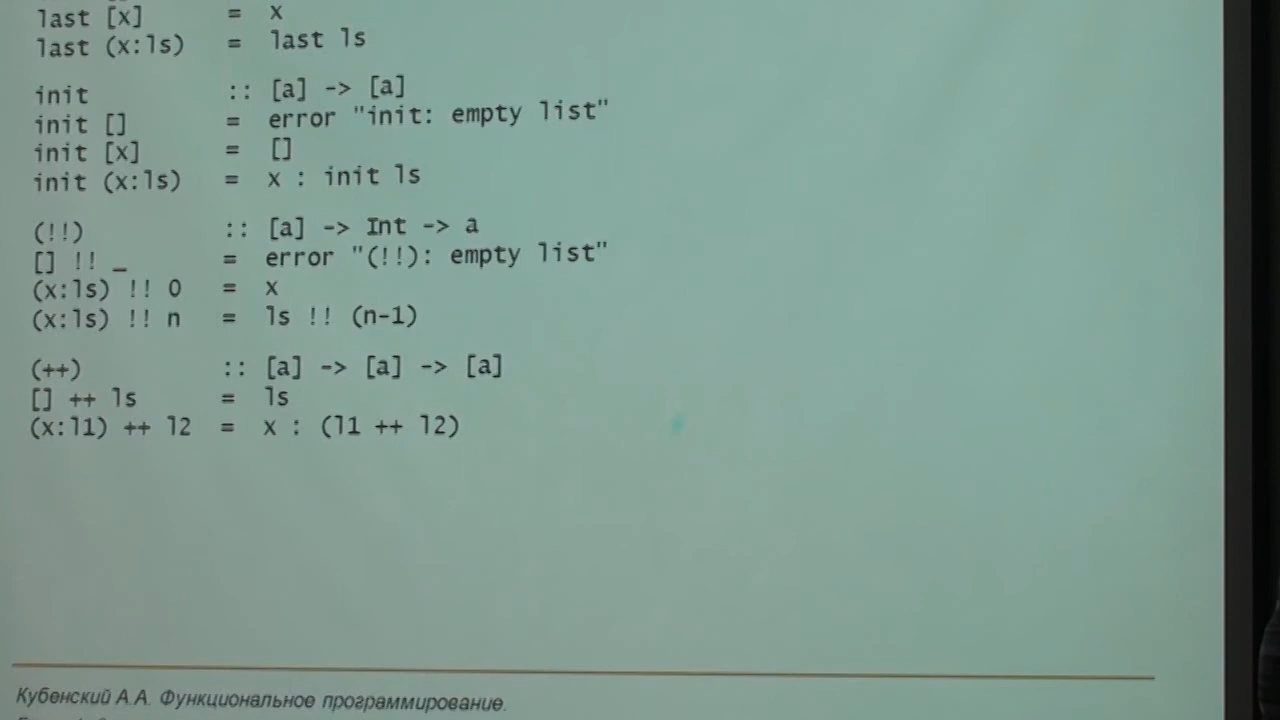 last [x] = x
last (x:ls) = last ls
init :: [a] -> [a]
init [] = error "init: empty list"
init [x] = []
init (x:ls) = x : init ls
(!!) :: [a] -> Int -> a
[] !! _ = error "(!!): empty list"
(x:ls) !! 0 = x
(x:ls) !! n = ls !! (n-1)
(++) :: [a] -> [a] -> [a]
[] ++ ls = ls
(x:l1) ++ l2 = x : (l1 ++ l2)
Кубенский А.А. Функциональное программирование.